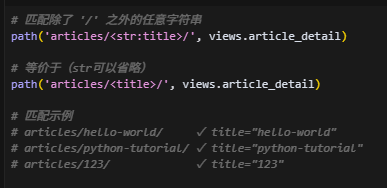 # 匹配除了 '/' 之外的任意字符串
path('articles/<str:title>/', views.article_detail)
# 等价于（str可以省略）
path('articles/<title>/', views.article_detail)
# 匹配示例
# articles/hello-world/ ✓ title="hello-world"
# articles/python-tutorial/ ✓ title="python-tutorial"
# articles/123/ ✓ title="123"